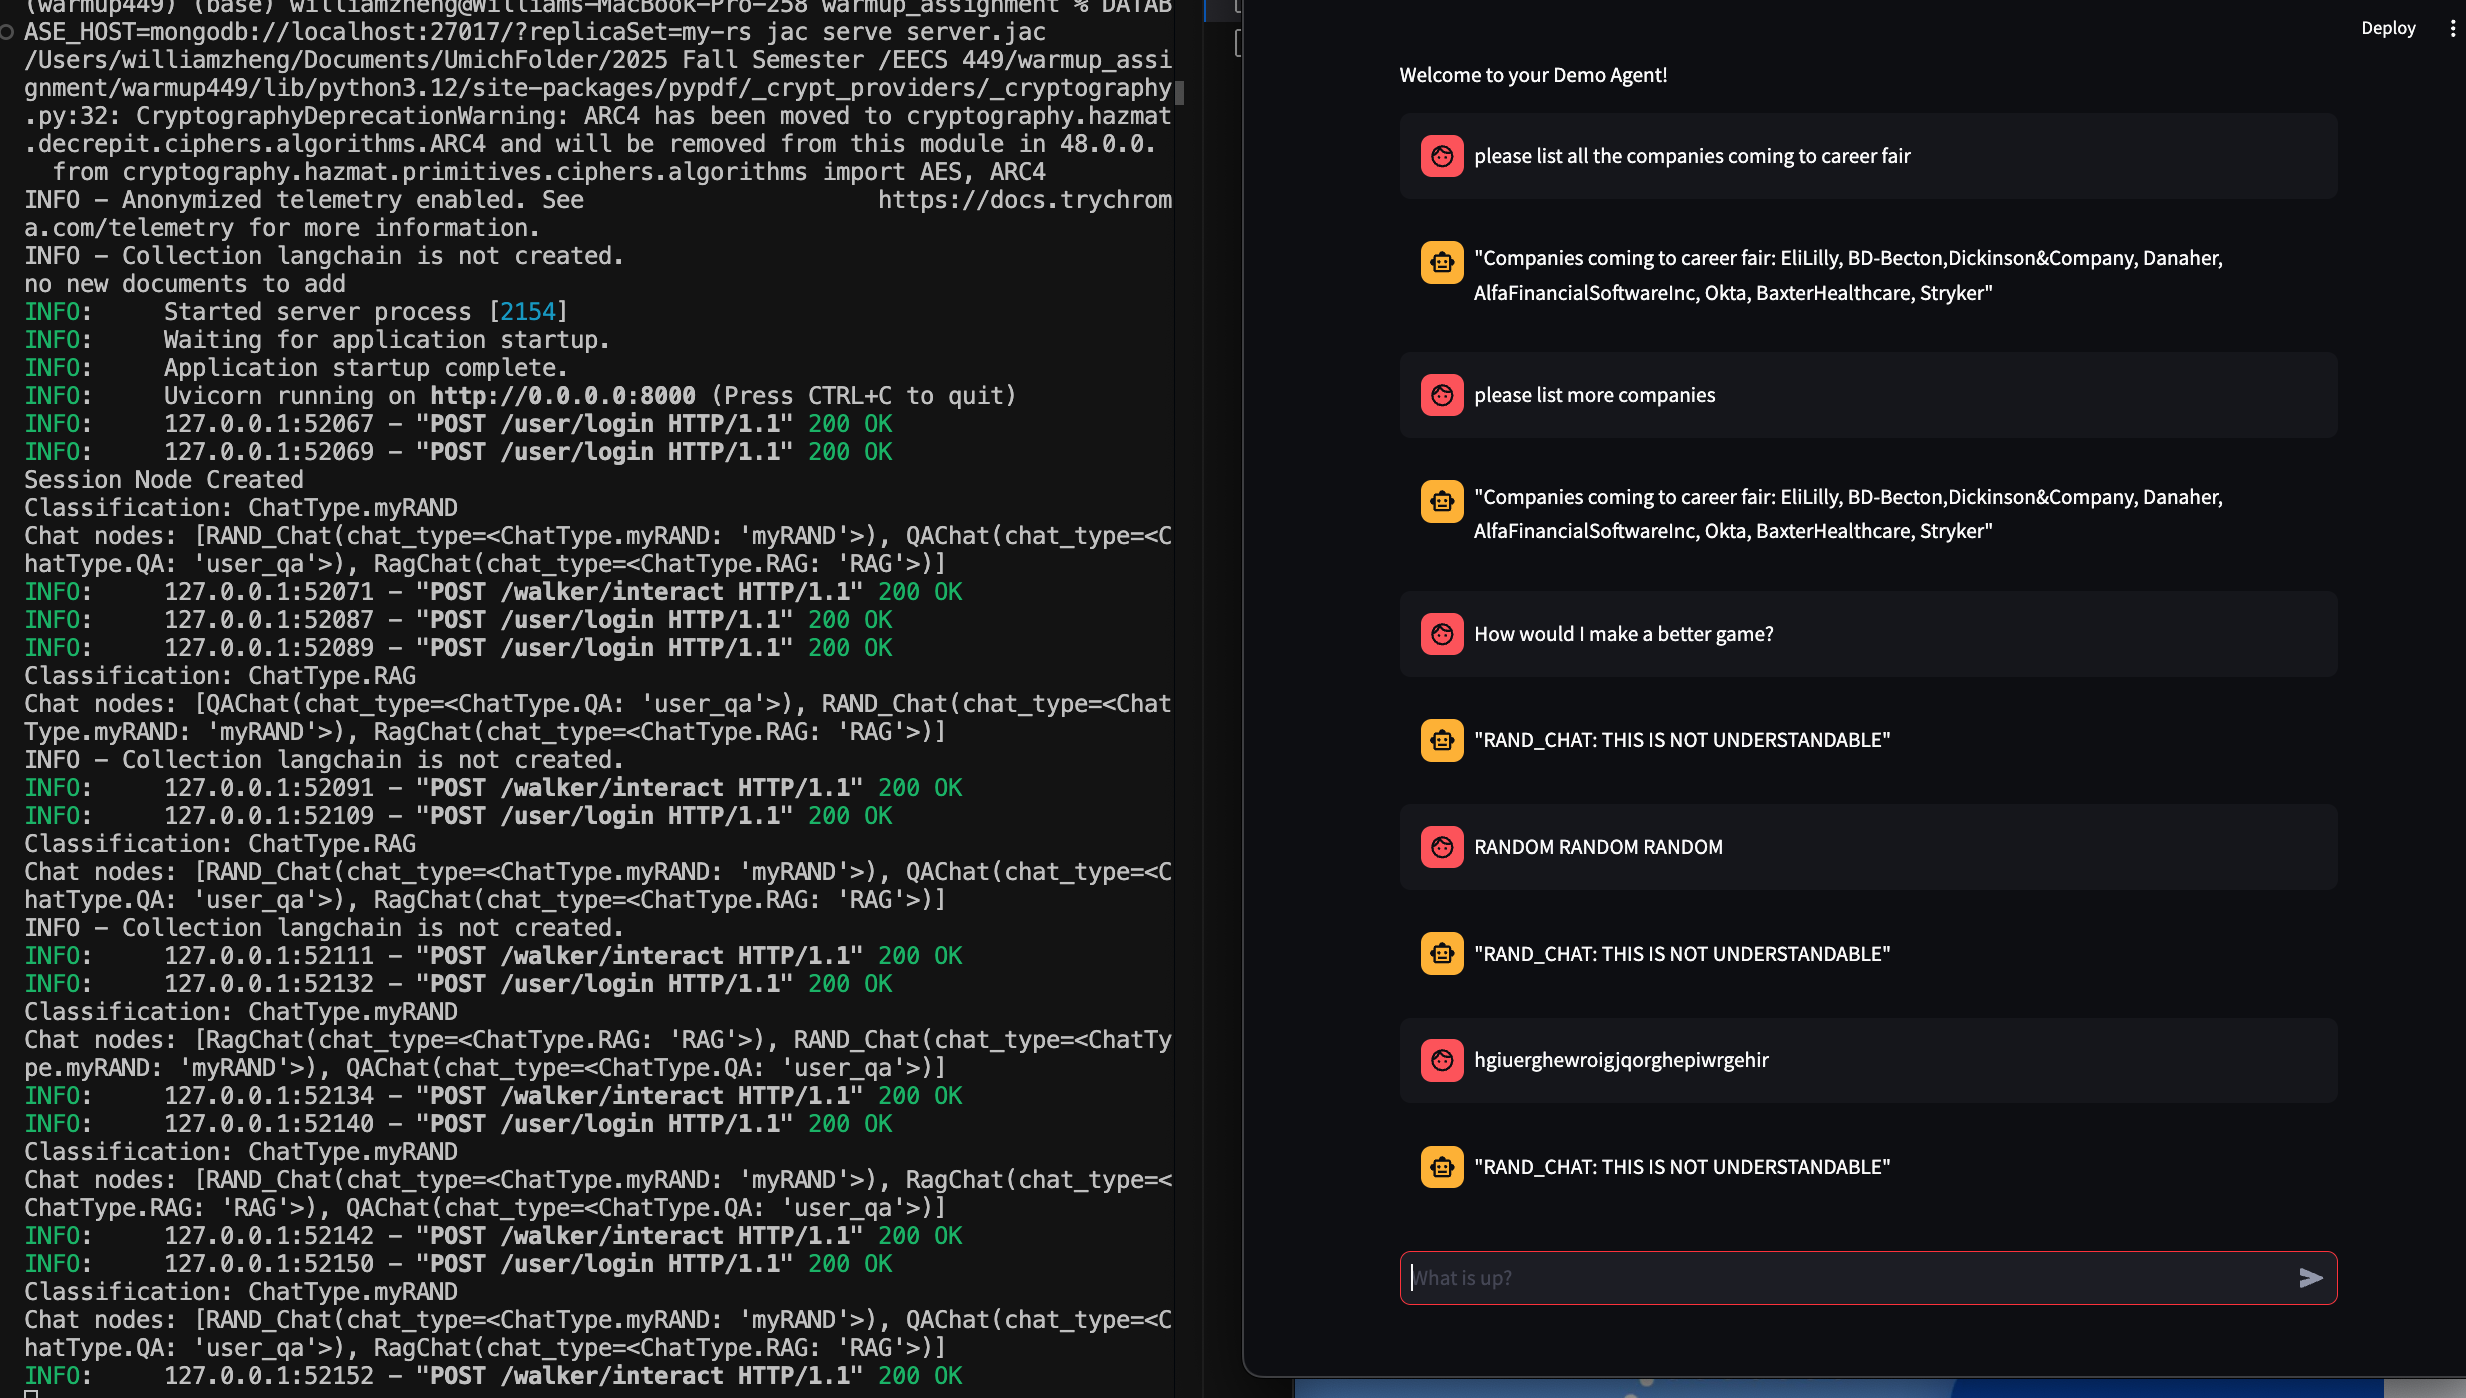 (warmup449) (base) williamzheng@Williams-MacBook-Pro-258 warmup_assignment % DATAB
ASE_HOST=mongodb://localhost:27017/?replicaSet=my-rs jac serve server.jac
/Users/williamzheng/Documents/UmichFolder/2025 Fall Semester /EECS 449/warmup_assi
gnment/warmup449/lib/python3.12/site-packages/pypdf/_crypt_providers/_cryptography
.py:32: CryptographyDeprecationWarning: ARC4 has been moved to cryptography.hazmat
.decrepit.ciphers.algorithms.ARC4 and will be removed from this module in 48.0.0.
  from cryptography.hazmat.primitives.ciphers.algorithms import AES, ARC4
INFO - Anonymized telemetry enabled. See                     https://docs.trychrom
a.com/telemetry for more information.
INFO - Collection langchain is not created.
no new documents to add
INFO:     Started server process [2154]
INFO:     Waiting for application startup.
INFO:     Application startup complete.
INFO:     Uvicorn running on http://0.0.0.0:8000 (Press CTRL+C to quit)
INFO:     127.0.0.1:52067 - "POST /user/login HTTP/1.1" 200 OK
INFO:     127.0.0.1:52069 - "POST /user/login HTTP/1.1" 200 OK
Session Node Created
Classification: ChatType.myRAND
Chat nodes: [RAND_Chat(chat_type=<ChatType.myRAND: 'myRAND'>), QAChat(chat_type=<C
hatType.QA: 'user_qa'>), RagChat(chat_type=<ChatType.RAG: 'RAG'>)]
INFO:     127.0.0.1:52071 - "POST /walker/interact HTTP/1.1" 200 OK
INFO:     127.0.0.1:52087 - "POST /user/login HTTP/1.1" 200 OK
INFO:     127.0.0.1:52089 - "POST /user/login HTTP/1.1" 200 OK
Classification: ChatType.RAG
Chat nodes: [QAChat(chat_type=<ChatType.QA: 'user_qa'>), RAND_Chat(chat_type=<Chat
Type.myRAND: 'myRAND'>), RagChat(chat_type=<ChatType.RAG: 'RAG'>)]
INFO - Collection langchain is not created.
INFO:     127.0.0.1:52091 - "POST /walker/interact HTTP/1.1" 200 OK
INFO:     127.0.0.1:52109 - "POST /user/login HTTP/1.1" 200 OK
Classification: ChatType.RAG
Chat nodes: [RAND_Chat(chat_type=<ChatType.myRAND: 'myRAND'>), QAChat(chat_type=<C
hatType.QA: 'user_qa'>), RagChat(chat_type=<ChatType.RAG: 'RAG'>)]
INFO - Collection langchain is not created.
INFO:     127.0.0.1:52111 - "POST /walker/interact HTTP/1.1" 200 OK
INFO:     127.0.0.1:52132 - "POST /user/login HTTP/1.1" 200 OK
Classification: ChatType.myRAND
Chat nodes: [RagChat(chat_type=<ChatType.RAG: 'RAG'>), RAND_Chat(chat_type=<ChatTy
pe.myRAND: 'myRAND'>), QAChat(chat_type=<ChatType.QA: 'user_qa'>)]
INFO:     127.0.0.1:52134 - "POST /walker/interact HTTP/1.1" 200 OK
INFO:     127.0.0.1:52140 - "POST /user/login HTTP/1.1" 200 OK
Classification: ChatType.myRAND
Chat nodes: [RAND_Chat(chat_type=<ChatType.myRAND: 'myRAND'>), RagChat(chat_type=<
ChatType.RAG: 'RAG'>), QAChat(chat_type=<ChatType.QA: 'user_qa'>)]
INFO:     127.0.0.1:52142 - "POST /walker/interact HTTP/1.1" 200 OK
INFO:     127.0.0.1:52150 - "POST /user/login HTTP/1.1" 200 OK
Classification: ChatType.myRAND
Chat nodes: [RAND_Chat(chat_type=<ChatType.myRAND: 'myRAND'>), QAChat(chat_type=<C
hatType.QA: 'user_qa'>), RagChat(chat_type=<ChatType.RAG: 'RAG'>)]
INFO:     127.0.0.1:52152 - "POST /walker/interact HTTP/1.1" 200 OK
Deploy
Welcome to your Demo Agent!
please list all the companies coming to career fair
"Companies coming to career fair: EliLilly, BD-Becton,Dickinson&Company, Danaher,
AlfaFinancialSoftwareInc, Okta, BaxterHealthcare, Stryker"
please list more companies
"Companies coming to career fair: EliLilly, BD-Becton,Dickinson&Company, Danaher,
AlfaFinancialSoftwareInc, Okta, BaxterHealthcare, Stryker"
How would I make a better game?
"RAND_CHAT: THIS IS NOT UNDERSTANDABLE"
RANDOM RANDOM RANDOM
"RAND_CHAT: THIS IS NOT UNDERSTANDABLE"
hgiuerghewroigjqorghepiwrgehir
"RAND_CHAT: THIS IS NOT UNDERSTANDABLE"
What is up?